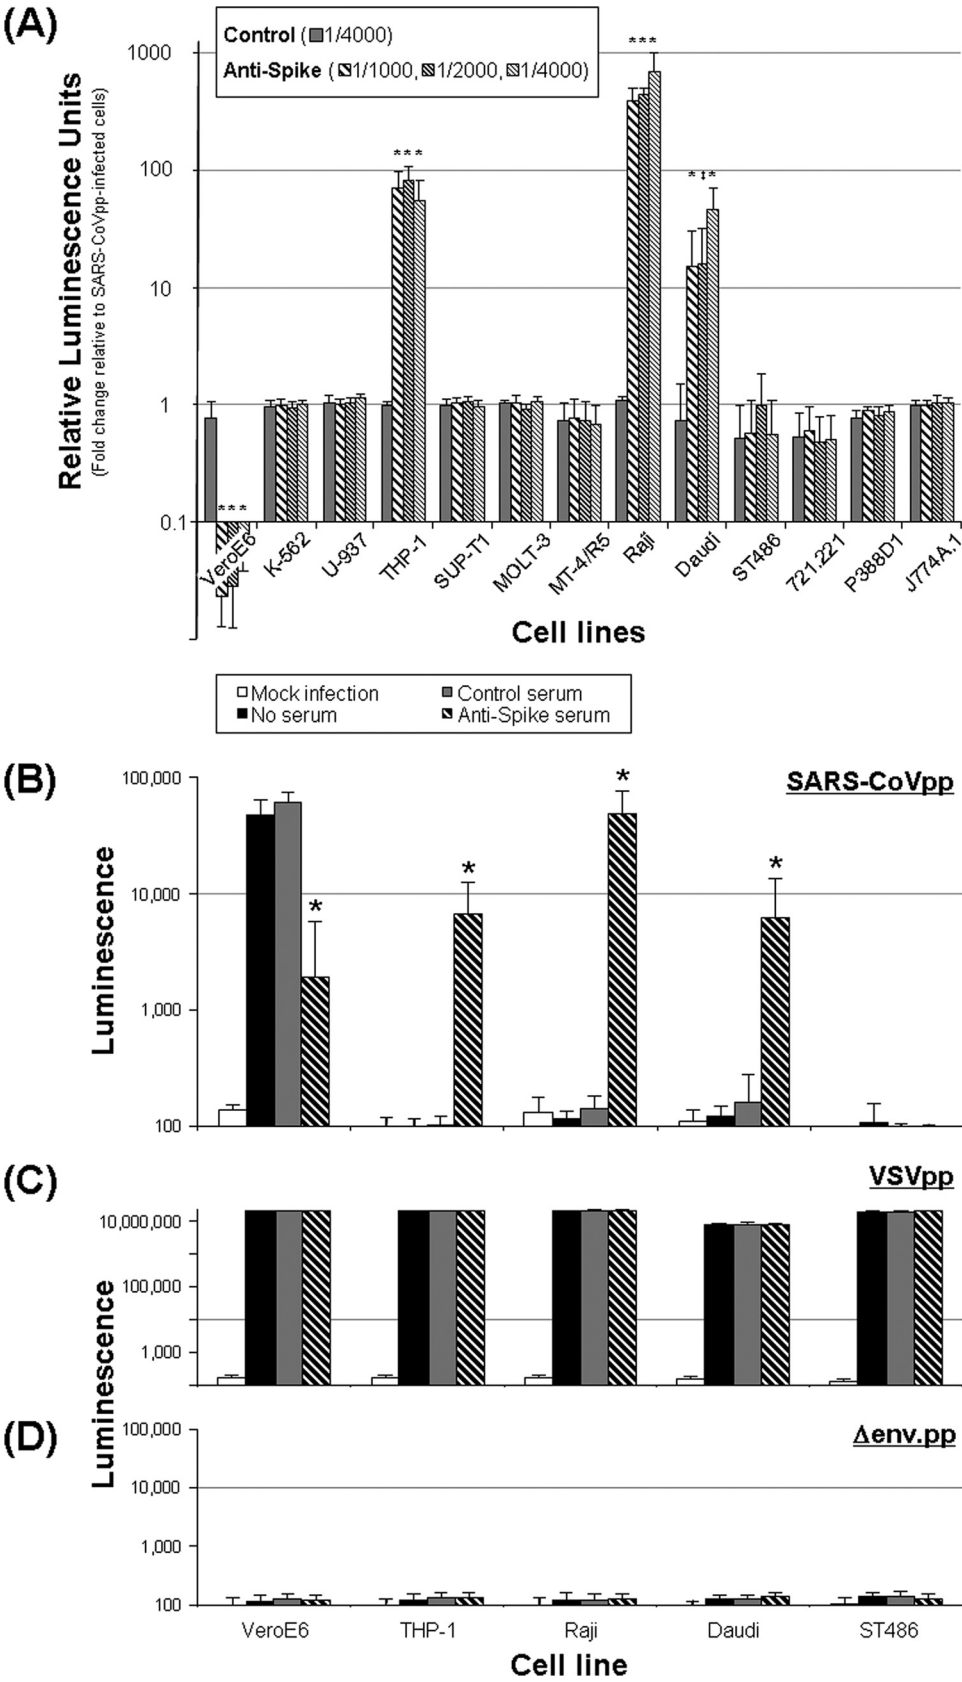 (A)
Control (1/4000)
Anti-Spike (1/1000, 1/2000, 1/4000)
Relative Luminescence Units
(Fold change relative to SARS-CoVpp-infected cells)
1000
100
10
1
0.1
* * *
* * *
* * *
* ‡ *
VeroE6
K-562
U-937
THP-1
SUP-T1
MOLT-3
MT-4/R5
Raji
Daudi
ST486
721.221
P388D1
J774A.1
Cell lines
Mock infection
Control serum
No serum
Anti-Spike serum
(B)
SARS-CoVpp
Luminescence
100,000
10,000
1,000
100
*
*
*
*
(C)
VSVpp
10,000,000
100,000
1,000
Luminescence
(D)
Δenv.pp
100,000
10,000
1,000
100
VeroE6
THP-1
Raji
Daudi
ST486
Cell line